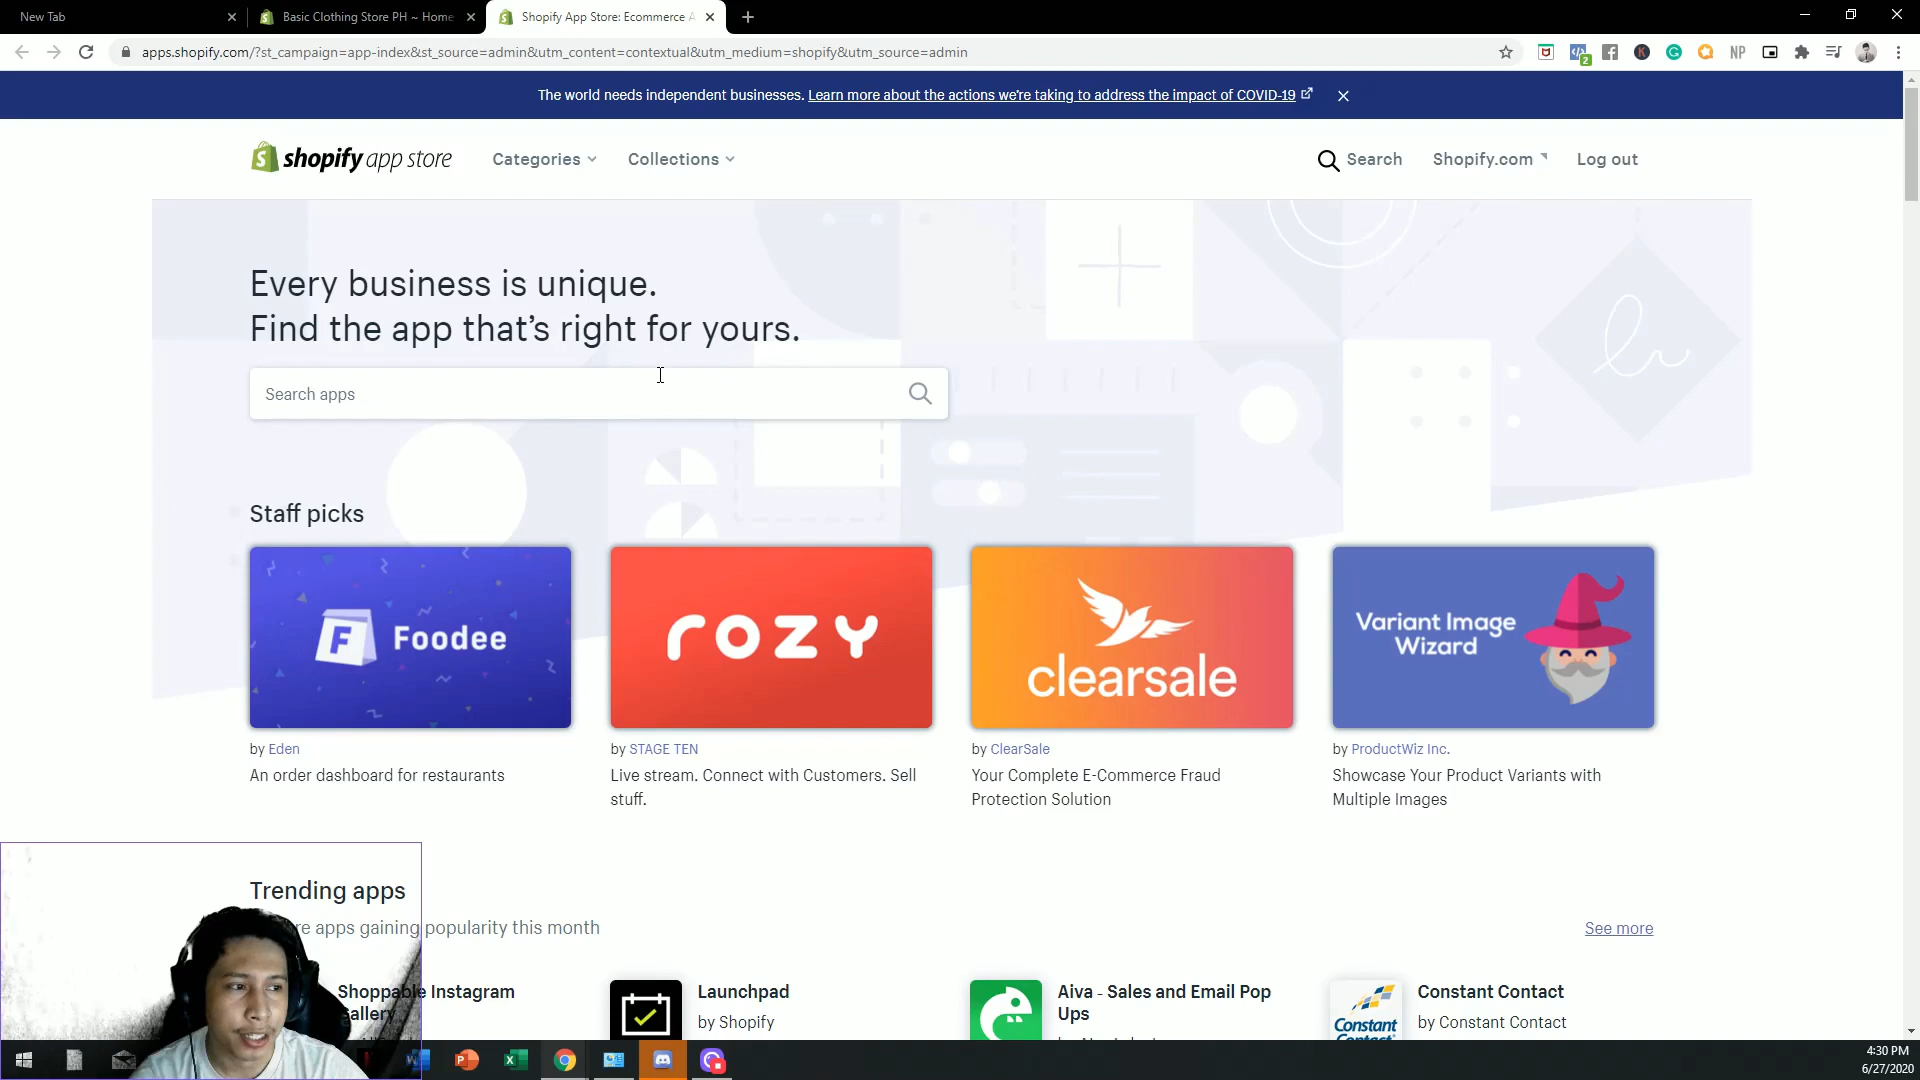 New Tab
Basic Clothing Store PH ~ Home
Shopify App Store: Ecommerce A
apps.shopify.com/?st_campaign=app-index&st_source=admin&utm_content=contextual&utm_medium=shopify&utm_source=admin
2
K
NP
The world needs independent businesses. Learn more about the actions we're taking to address the impact of COVID-19
shopify app store
Categories
Collections
Search
Shopify.com
Log out
Every business is unique.
Find the app that's right for yours.
Search apps
Staff picks
F Foodee
rozy
clearsale
Variant Image
Wizard
by Eden
An order dashboard for restaurants
by STAGE TEN
Live stream. Connect with Customers. Sell
stuff.
by ClearSale
Your Complete E-Commerce Fraud
Protection Solution
by ProductWiz Inc.
Showcase Your Product Variants with
Multiple Images
Trending apps
re apps gaining popularity this month
See more
Shoppable Instagram
Gallery
Launchpad
by Shopify
Aiva - Sales and Email Pop
Ups
Constant
Constant Contact
by Constant Contact
4:30 PM
6/27/2020